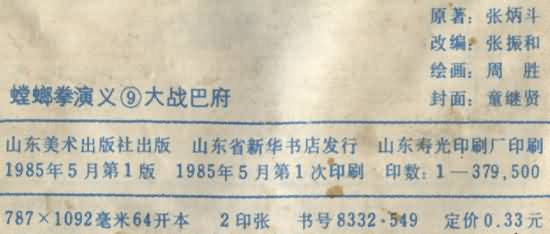 原著：张炳斗
改编：张振和
绘画：周 胜
封面：童继贤
螳螂拳演义⑨大战巴府
山东美术出版社出版 山东省新华书店发行 山东寿光印刷厂印刷
1985年5月第1版 1985年5月第1次印刷 印数：1—379,500
787×1092毫米64开本 2印张 书号8332·549 定价0.33元